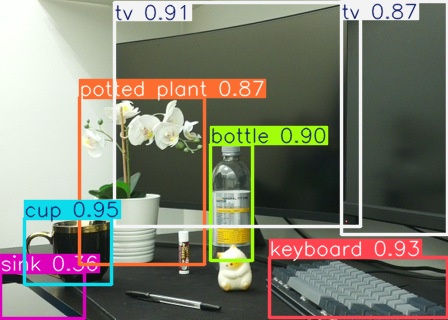 tv 0.91
tv 0.87
potted plant 0.87
bottle 0.90
cup 0.95
keyboard 0.93
sink 0.36